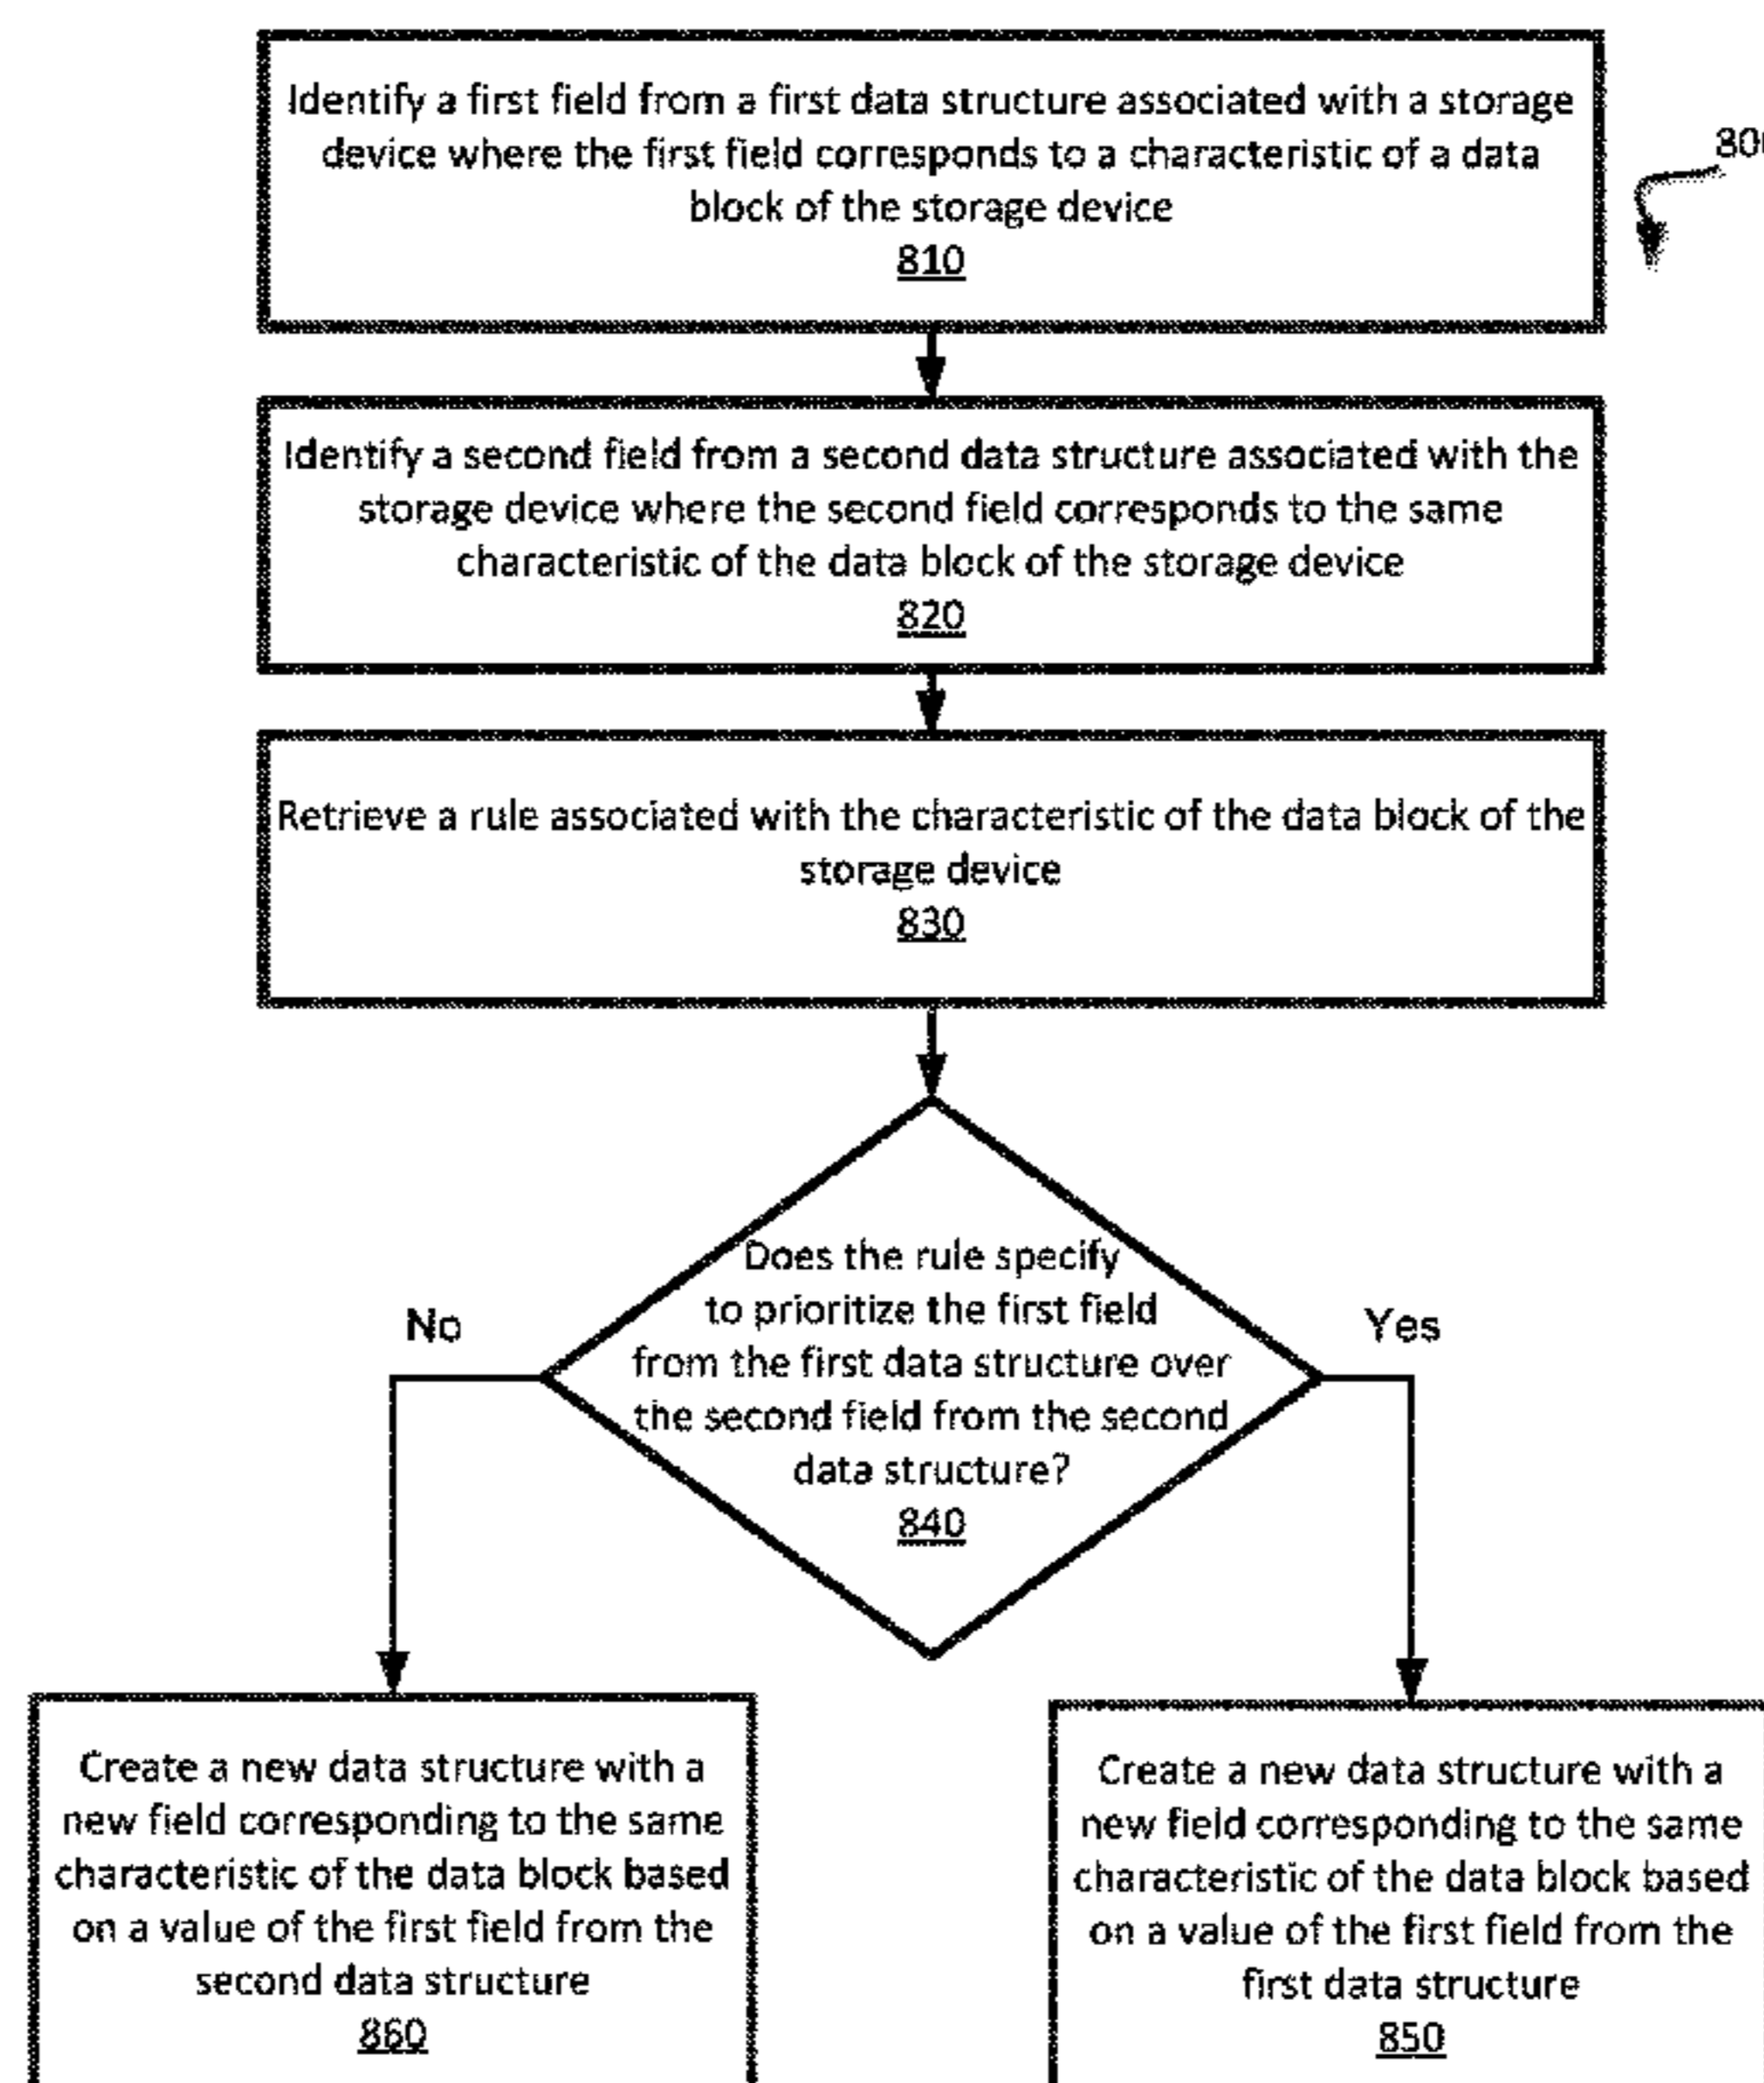 Identify a first field from a first data structure associated with a storage
device where the first field corresponds to a characteristic of a data
block of the storage device
810
Identify a second field from a second data structure associated with the
storage device where the second field corresponds to the same
characteristic of the data block of the storage device
820
Retrieve a rule associated with the characteristic of the data block of the
storage device
830
Does the rule specify
to prioritize the first field
from the first data structure over
the second field from the second
data structure?
840
No
Yes
Create a new data structure with a
new field corresponding to the same
characteristic of the data block based
on a value of the first field from the
second data structure
860
Create a new data structure with a
new field corresponding to the same
characteristic of the data block based
on a value of the first field from the
first data structure
850